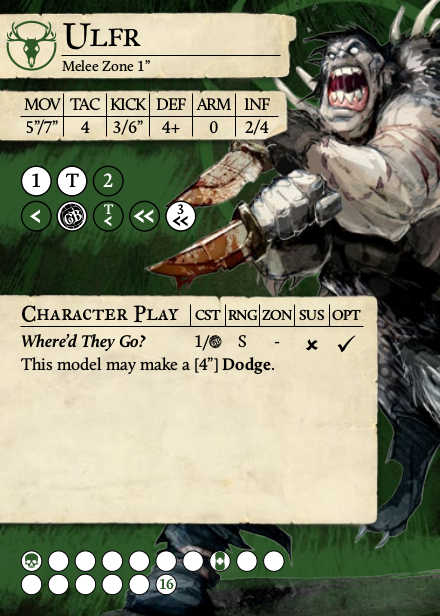 ULFR
Melee Zone 1”
MOV TAC KICK DEF ARM INF
5”/7” 4 3/6” 4+ 0 2/4
1 T 2
< GB T < << 3 <<
CHARACTER PLAY CST RNG ZON SUS OPT
Where’d They Go? 1/GB S - ✗ ✓
This model may make a [4”] Dodge.
16